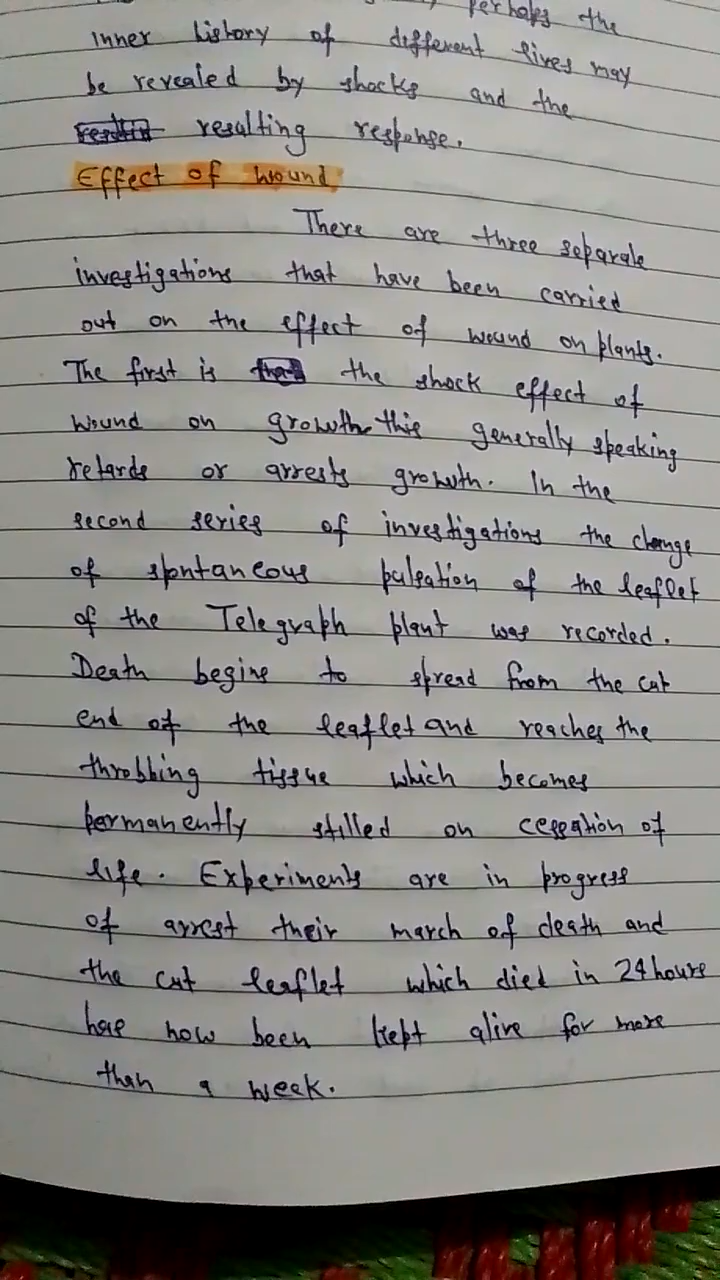 perhaps the
inner history of different lives may
be revealed by shocks and the
resulting response.
Effect of wound
There are three separate
investigations that have been carried
out on the effect of wound on plants.
The first is the shock effect of
wound on growth this generally speaking
retards or arrests growth. In the
second series of investigations the change
of spontaneous pulsation of the leaflet
of the Telegraph plant was recorded.
Death begins to spread from the cut
end of the leaflet and reaches the
throbbing tissue which becomes
permanently stilled on cessation of
life. Experiments are in progress
of arrest their march of death and
the cut leaflet which died in 24 hours
has now been kept alive for more
than a week.